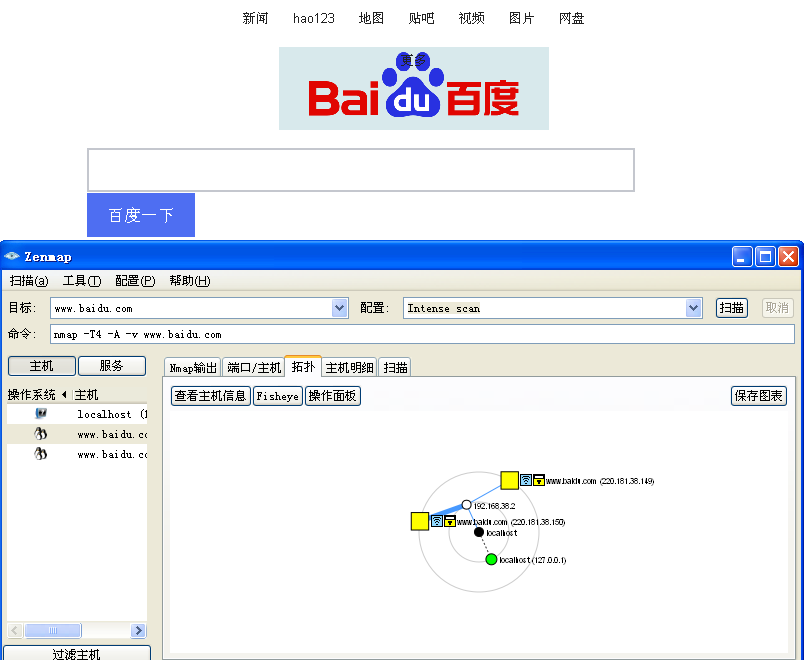 新闻 hao123 地图 贴吧 视频 图片 网盘
更多
Bai du 百度
百度一下
Zenmap
扫描(a) 工具(T) 配置(P) 帮助(H)
目标: www.baidu.com 配置: Intense scan 扫描 取消
命令: nmap -T4 -A -v www.baidu.com
主机 服务 Nmap输出 端口/主机 拓扑 主机明细 扫描
操作系统 主机 查看主机信息 Fisheye 操作面板 保存图表
localhost
www.baidu.c
www.baidu.c
www.baidu.com (220.181.38.149)
192.168.38.2
www.baidu.com (220.181.38.150)
localhost
localhost (127.0.0.1)
过滤主机